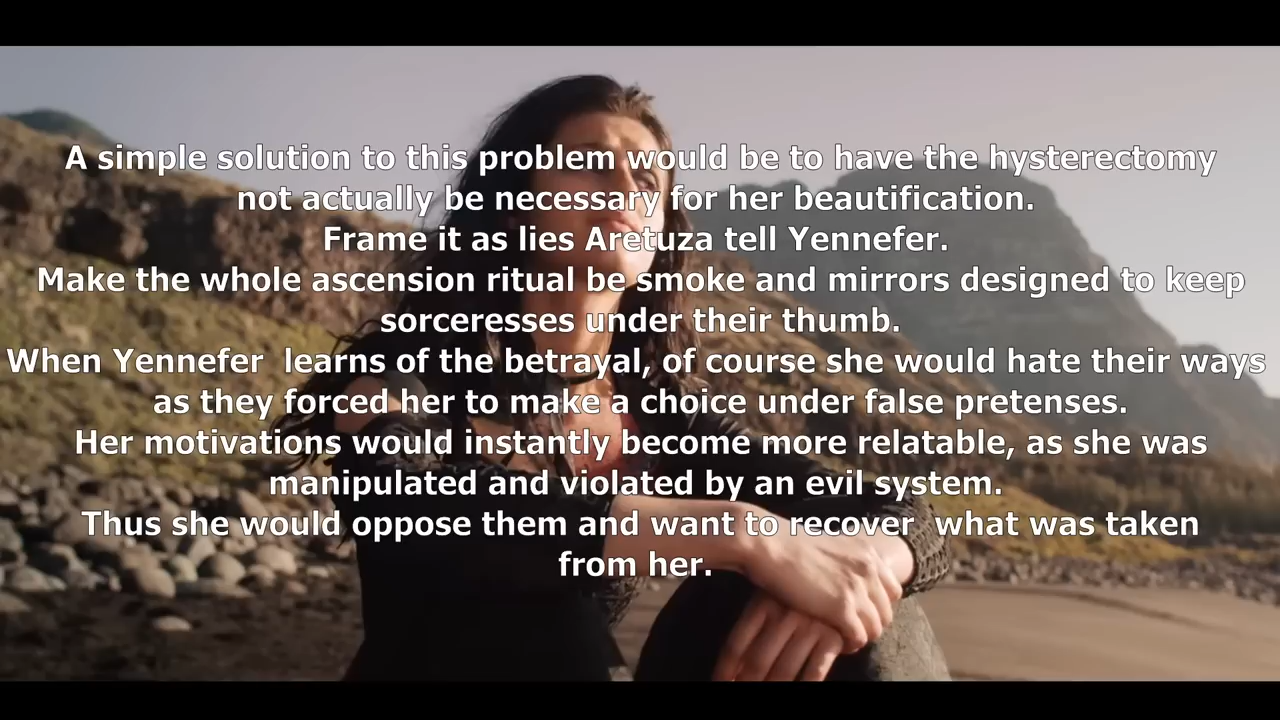 A simple solution to this problem would be to have the hysterectomy
not actually be necessary for her beautification.
Frame it as lies Aretuza tell Yennefer.
Make the whole ascension ritual be smoke and mirrors designed to keep
sorceresses under their thumb.
When Yennefer  learns of the betrayal, of course she would hate their ways
as they forced her to make a choice under false pretenses.
Her motivations would instantly become more relatable, as she was
manipulated and violated by an evil system.
Thus she would oppose them and want to recover  what was taken
from her.